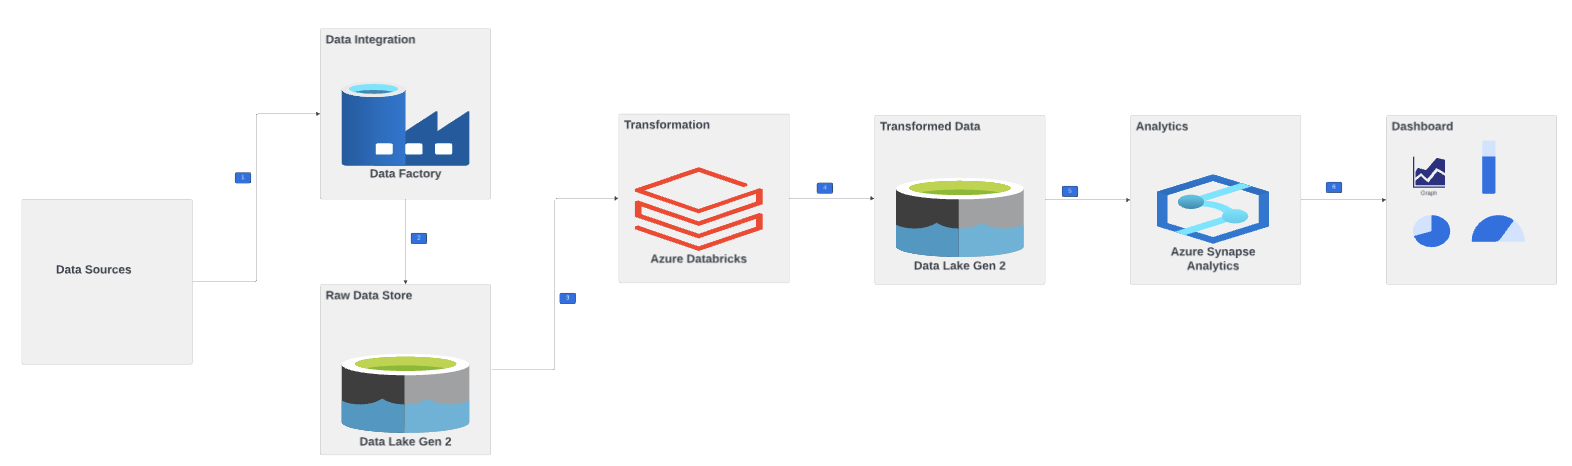 Data Sources
1
Data Integration
Data Factory
2
Raw Data Store
Data Lake Gen 2
3
Transformation
Azure Databricks
4
Transformed Data
Data Lake Gen 2
5
Analytics
Azure Synapse
Analytics
6
Dashboard
Graph